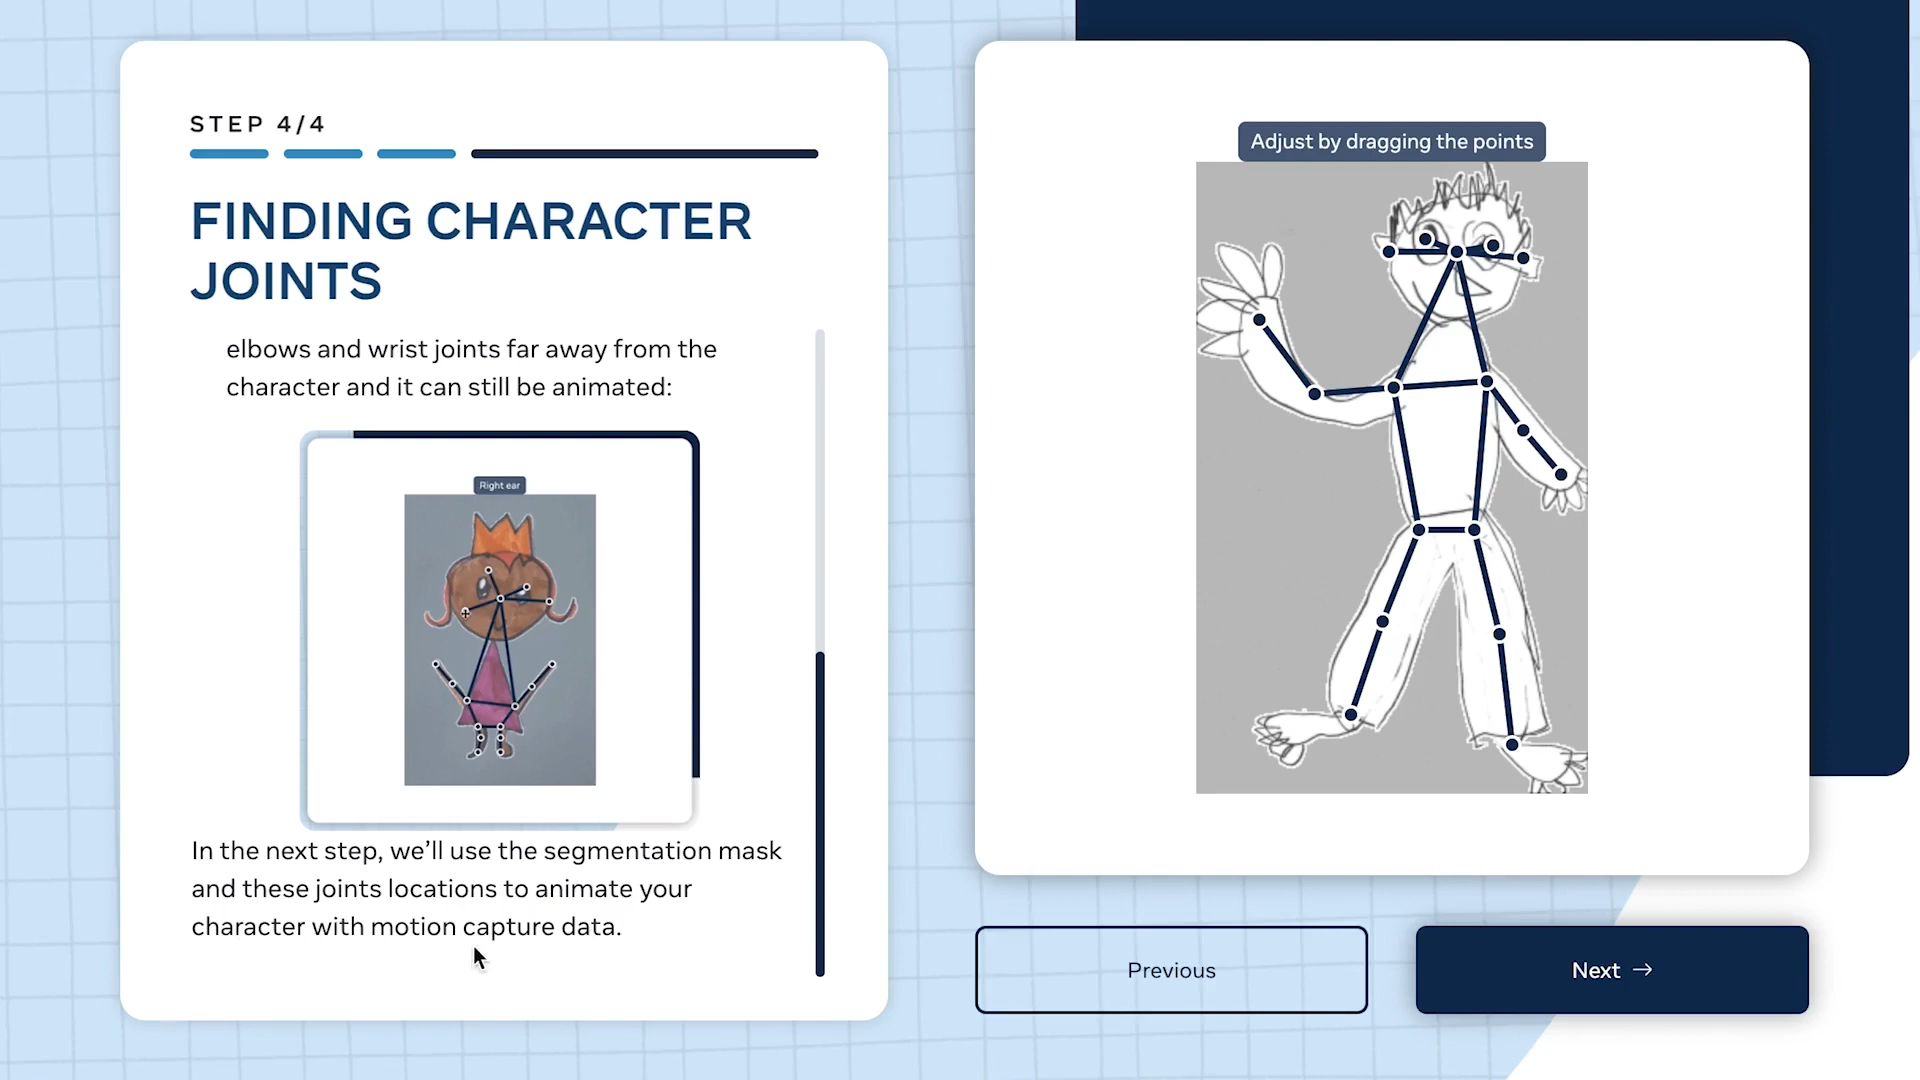 STEP 4/4
FINDING CHARACTER
JOINTS
elbows and wrist joints far away from the
character and it can still be animated:
Right ear
In the next step, we’ll use the segmentation mask
and these joints locations to animate your
character with motion capture data.
Adjust by dragging the points
Previous
Next →